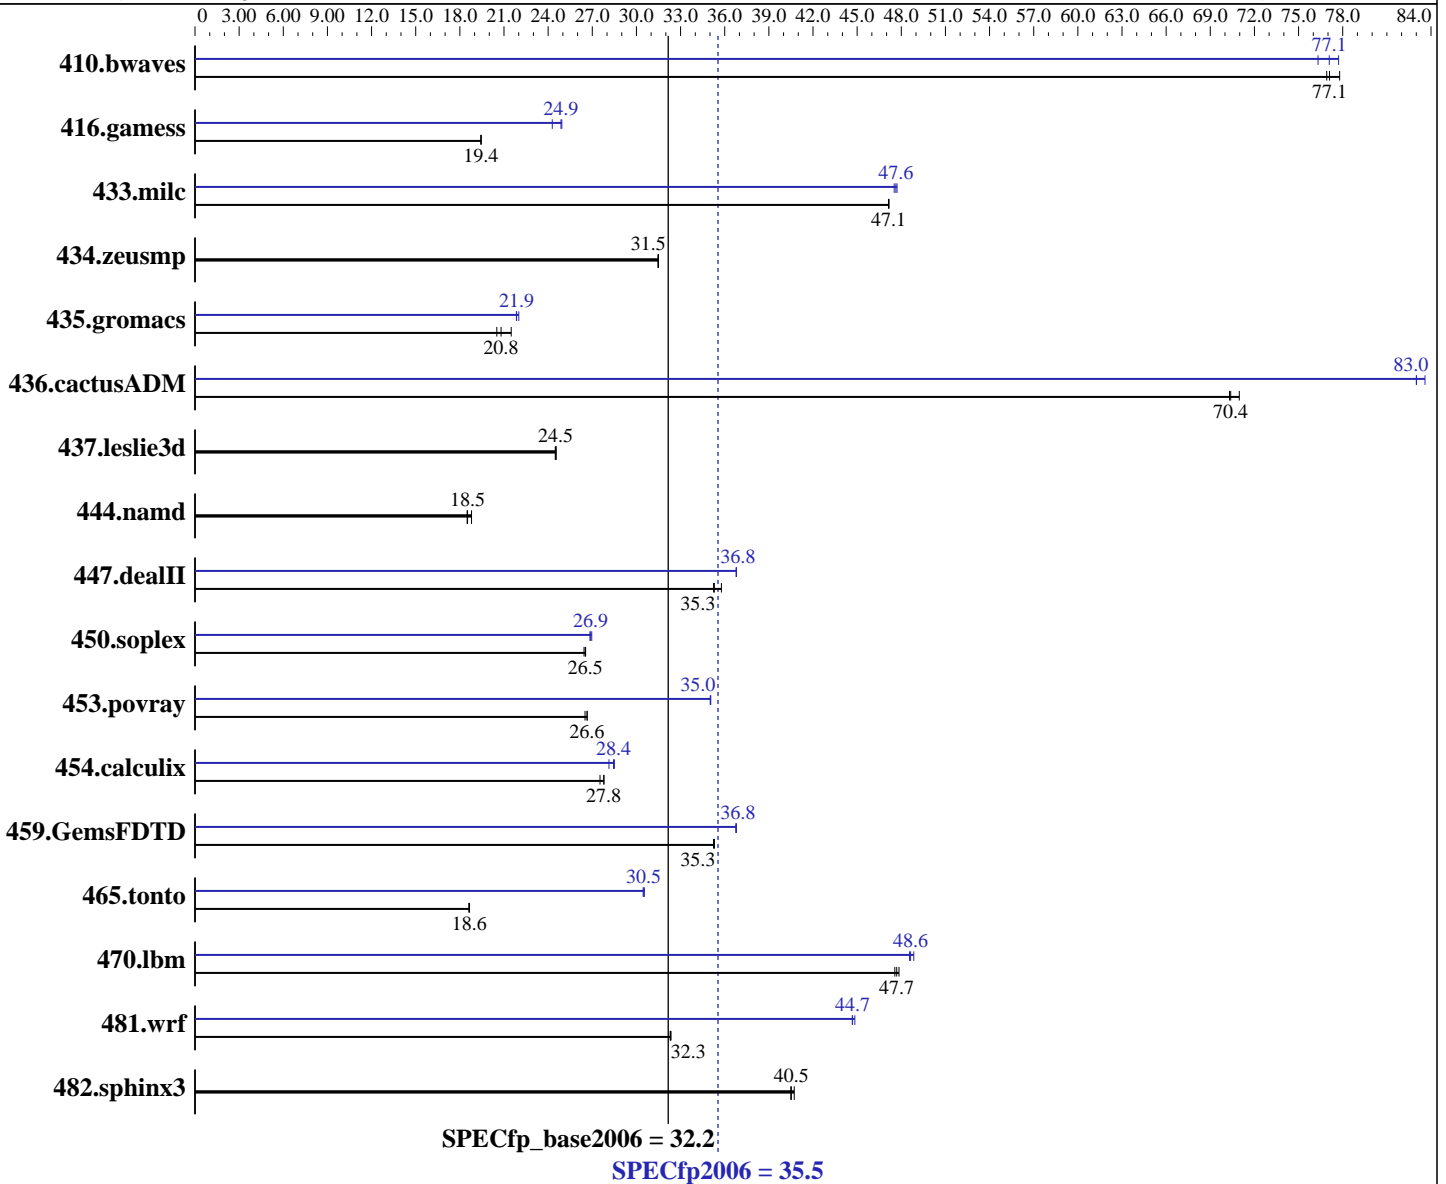 0 3.00 6.00 9.00 12.0 15.0 18.0 21.0 24.0 27.0 30.0 33.0 36.0 39.0 42.0 45.0 48.0 51.0 54.0 57.0 60.0 63.0 66.0 69.0 72.0 75.0 78.0 84.0
77.1
410.bwaves
77.1
24.9
416.gamess
19.4
47.6
433.milc
47.1
31.5
434.zeusmp
21.9
435.gromacs
20.8
83.0
436.cactusADM
70.4
24.5
437.leslie3d
18.5
444.namd
36.8
447.dealII
35.3
26.9
450.soplex
26.5
35.0
453.povray
26.6
28.4
454.calculix
27.8
36.8
459.GemsFDTD
35.3
30.5
465.tonto
18.6
48.6
470.lbm
47.7
44.7
481.wrf
32.3
40.5
482.sphinx3
SPECfp_base2006 = 32.2
SPECfp2006 = 35.5